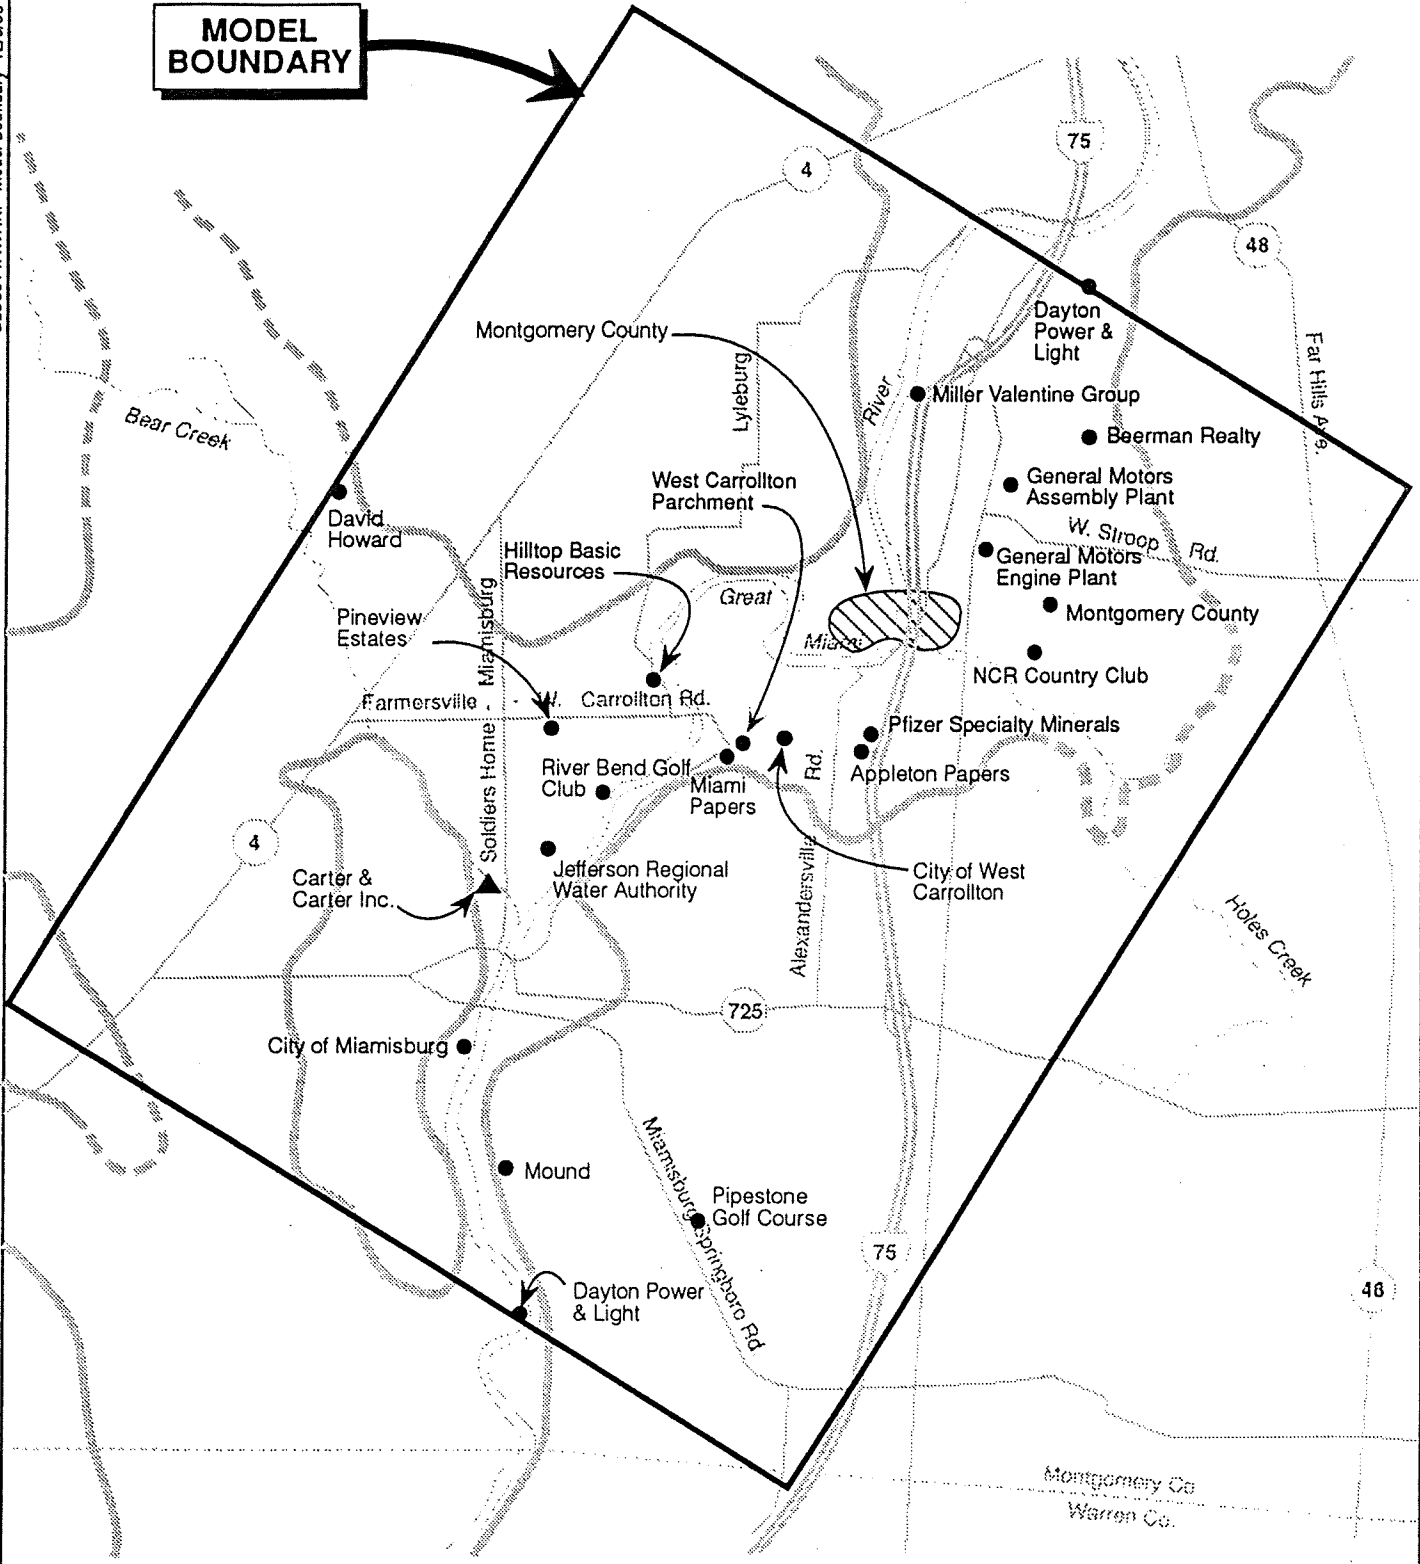 MODEL
BOUNDARY
75
4
48
Dayton
Power &
Light
Montgomery County
Far Hills Ave.
Lyleburg
River
Miller Valentine Group
Bear Creek
Beerman Realty
West Carrollton
Parchment
General Motors
Assembly Plant
David
Howard
W. Stroop Rd.
Hilltop Basic
Resources
General Motors
Engine Plant
Great
Pineview
Estates
Montgomery County
Miami
NCR Country Club
Farmersville - W. Carrollton Rd.
Soldiers Home - Miamisburg
Pfizer Specialty Minerals
River Bend Golf
Club
Miami
Papers
Appleton Papers
Alexandersville Rd.
4
Jefferson Regional
Water Authority
City of West
Carrollton
Carter &
Carter Inc.
Holes Creek
725
City of Miamisburg
Mound
Pipestone
Golf Course
Miamisburg Springboro Rd
75
Dayton Power
& Light
48
Montgomery Co
Warren Co.